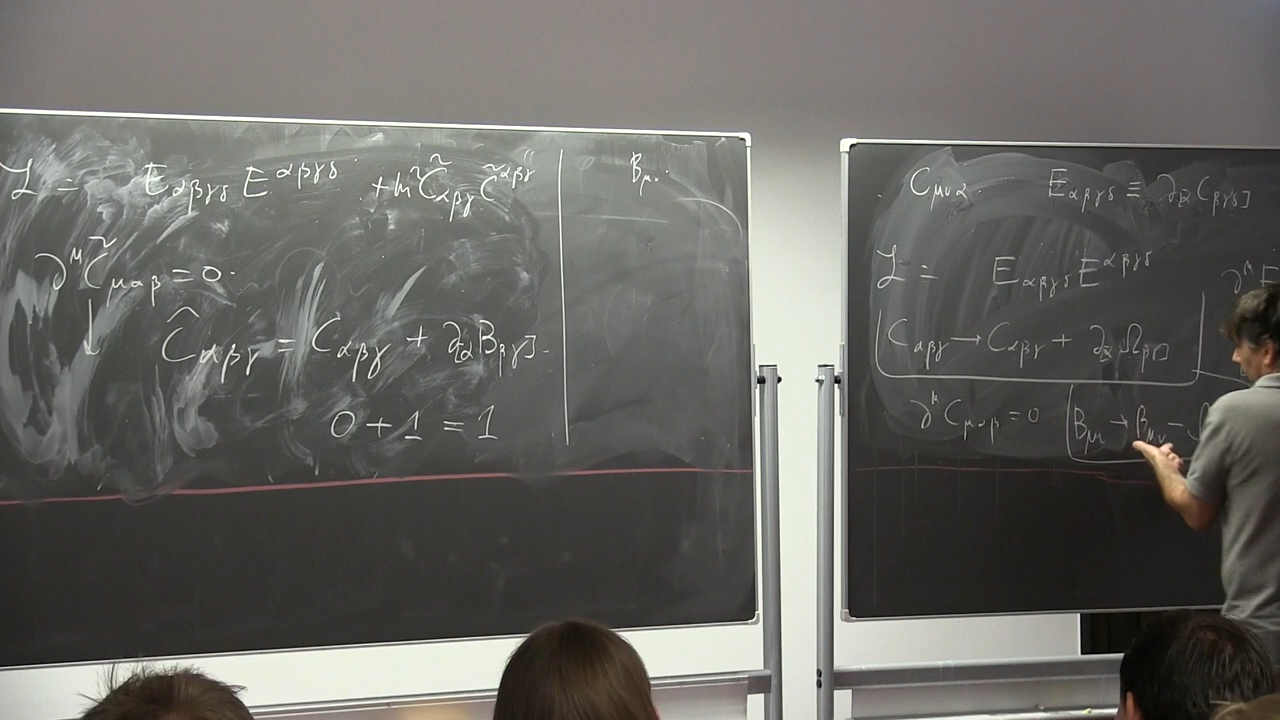 ℒ = E_{αβγδ} E^{αβγδ} + m² C̃_{αβγ} C̃^{αβγ}
∂^μ C̃_{μαβ} = 0
↓ Ĉ_{αβγ} = C_{αβγ} + ∂_{[α} B_{βγ]}
0 + 1 = 1
B_{μν}
C_{μνα} E_{αβγδ} ≡ ∂_{[α} C_{βγδ]}
ℒ = E_{αβγδ} E^{αβγδ} ∂^μ E
C_{αβγ} → C_{αβγ} + ∂_{[α} Ω_{βγ]}
∂^μ C_{μαβ} = 0 B_{μν} → B_{μν} −